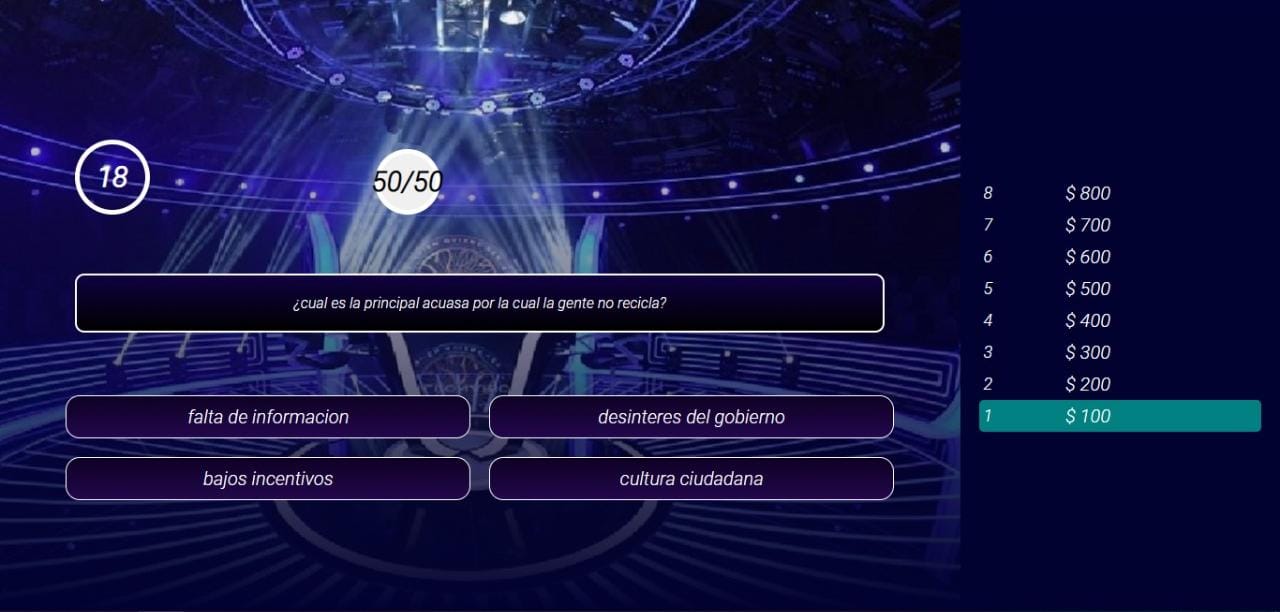 18
50/50
¿cual es la principal acuasa por la cual la gente no recicla?
falta de informacion
desinteres del gobierno
bajos incentivos
cultura ciudadana
8 $ 800
7 $ 700
6 $ 600
5 $ 500
4 $ 400
3 $ 300
2 $ 200
1 $ 100